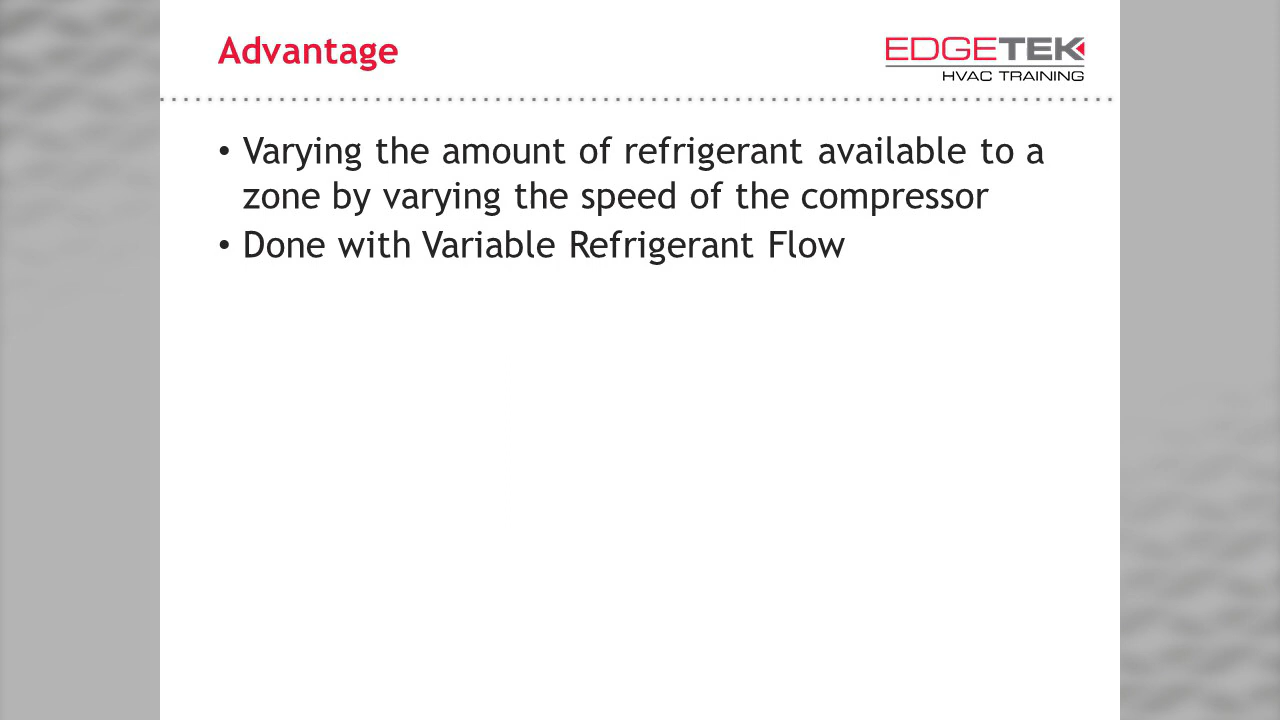 Advantage
EDGETEK
HVAC TRAINING
• Varying the amount of refrigerant available to a
zone by varying the speed of the compressor
• Done with Variable Refrigerant Flow